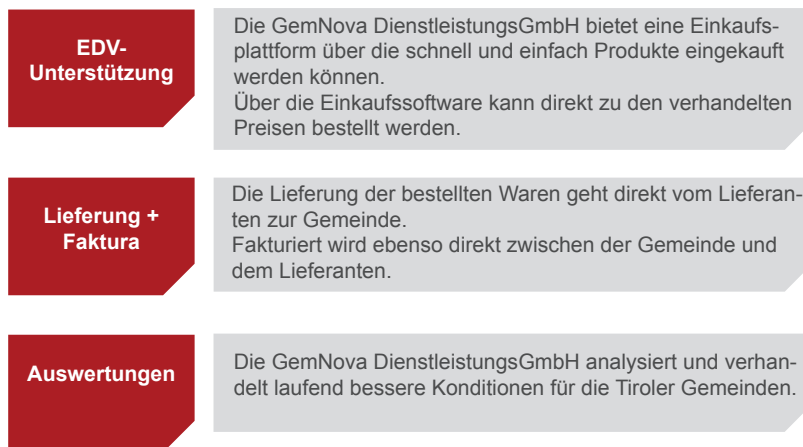 EDV-
Unterstützung
Die GemNova DienstleistungsGmbH bietet eine Einkaufs-
plattform über die schnell und einfach Produkte eingekauft
werden können.
Über die Einkaufssoftware kann direkt zu den verhandelten
Preisen bestellt werden.
Lieferung +
Faktura
Die Lieferung der bestellten Waren geht direkt vom Lieferan-
ten zur Gemeinde.
Fakturiert wird ebenso direkt zwischen der Gemeinde und
dem Lieferanten.
Auswertungen
Die GemNova DienstleistungsGmbH analysiert und verhan-
delt laufend bessere Konditionen für die Tiroler Gemeinden.